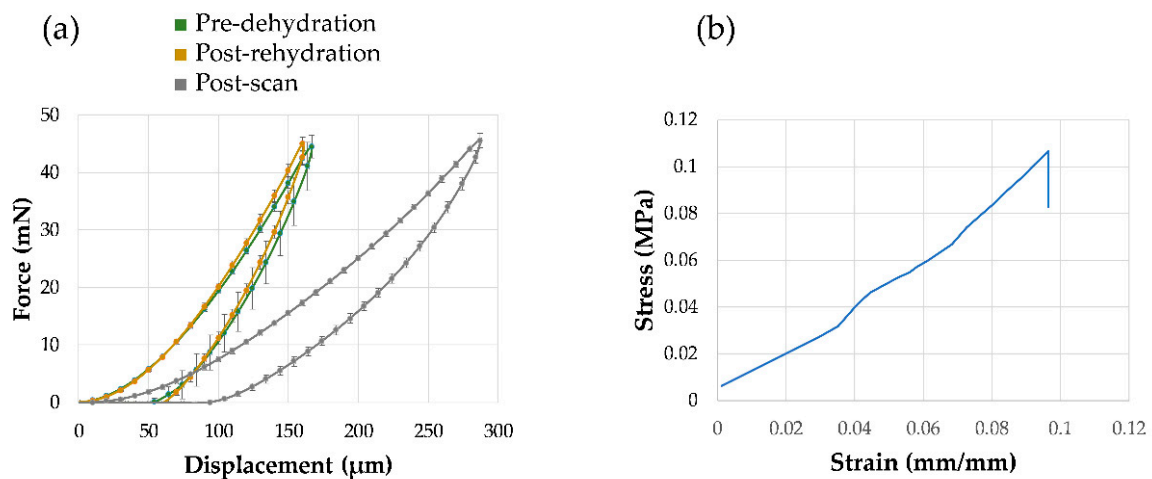 (a)
Pre-dehydration
Post-rehydration
Post-scan
50
40
30
20
10
0
Force (mN)
0 50 100 150 200 250 300
Displacement (µm)
(b)
0.12
0.1
0.08
0.06
0.04
0.02
0
Stress (MPa)
0 0.02 0.04 0.06 0.08 0.1 0.12
Strain (mm/mm)